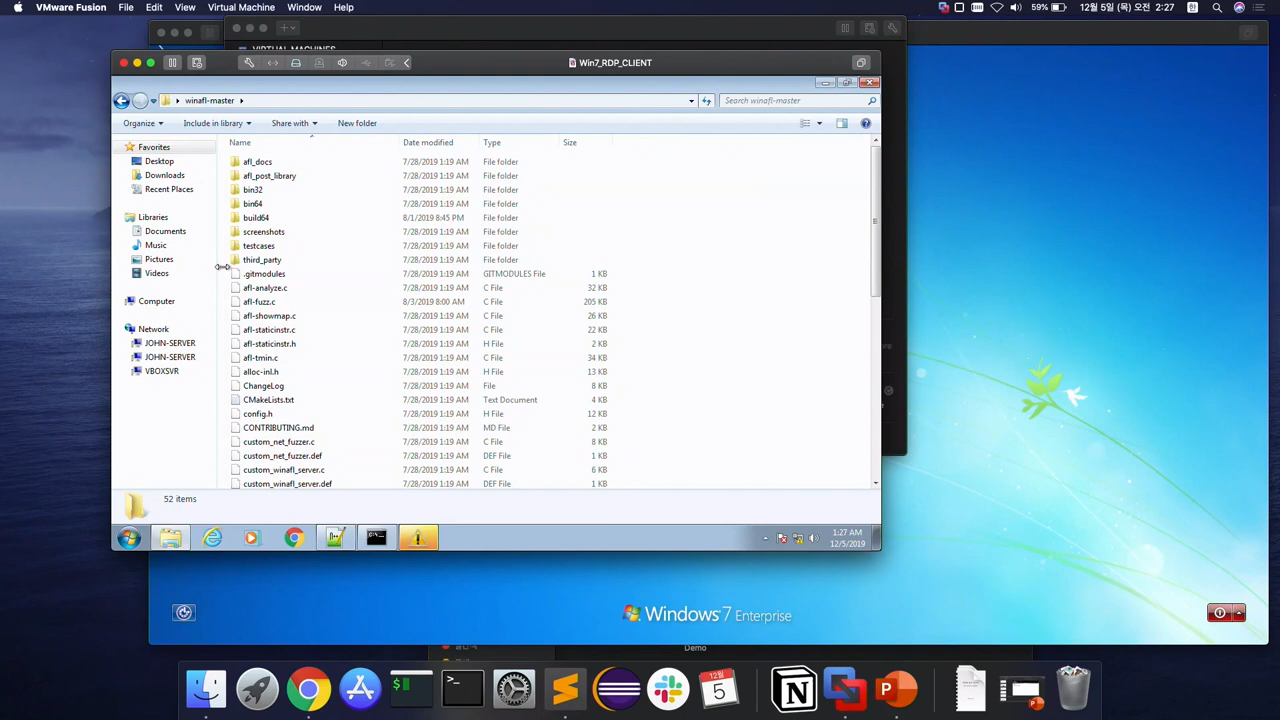 VMware Fusion File Edit View Virtual Machine Window Help 59% 12월 5일 (목) 오후 2:27 한
VIRTUAL MACHINES
Win7_RDP_CLIENT
winafl-master Search winafl-master
Organize Include in library Share with New folder
Name Date modified Type Size
Favorites
Desktop
Downloads
Recent Places
Libraries
Documents
Music
Pictures
Videos
Computer
Network
JOHN-SERVER
JOHN-SERVER
VBOXSVR
afl_docs 7/28/2019 1:19 AM File folder
afl_post_library 7/28/2019 1:19 AM File folder
bin32 7/28/2019 1:19 AM File folder
bin64 7/28/2019 1:19 AM File folder
build64 8/1/2019 8:45 PM File folder
screenshots 7/28/2019 1:19 AM File folder
testcases 7/28/2019 1:19 AM File folder
third_party 7/28/2019 1:19 AM File folder
.gitmodules 7/28/2019 1:19 AM GITMODULES File 1 KB
afl-analyze.c 7/28/2019 1:19 AM C File 32 KB
afl-fuzz.c 8/3/2019 8:00 AM C File 205 KB
afl-showmap.c 7/28/2019 1:19 AM C File 26 KB
afl-staticinstr.c 7/28/2019 1:19 AM C File 22 KB
afl-staticinstr.h 7/28/2019 1:19 AM H File 2 KB
afl-tmin.c 7/28/2019 1:19 AM C File 34 KB
alloc-inl.h 7/28/2019 1:19 AM H File 13 KB
ChangeLog 7/28/2019 1:19 AM File 8 KB
CMakeLists.txt 7/28/2019 1:19 AM Text Document 4 KB
config.h 7/28/2019 1:19 AM H File 12 KB
CONTRIBUTING.md 7/28/2019 1:19 AM MD File 2 KB
custom_net_fuzzer.c 7/28/2019 1:19 AM C File 8 KB
custom_net_fuzzer.def 7/28/2019 1:19 AM DEF File 1 KB
custom_winafl_server.c 7/28/2019 1:19 AM C File 6 KB
custom_winafl_server.def 7/28/2019 1:19 AM DEF File 1 KB
52 items
1:27 AM
12/5/2019
Windows 7 Enterprise
Demo
12월
5